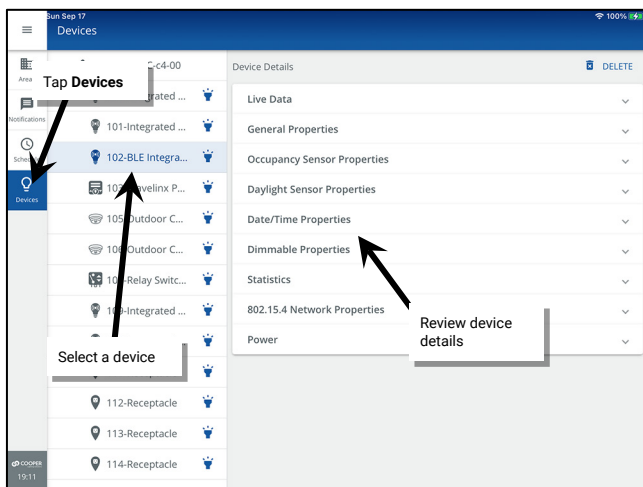 Sun Sep 17
100%
Devices
C-c4-00
Device Details
DELETE
Area
Tap Devices
grated ...
Live Data
Notifications
101-Integrated ...
General Properties
102-BLE Integra...
Occupancy Sensor Properties
Devices
Daylight Sensor Properties
105-Outdoor C...
Date/Time Properties
Outdoor C...
Dimmable Properties
-Relay Switc...
Statistics
109-Integrated ...
802.15.4 Network Properties
Review device
details
Power
Select a device
112-Receptacle
113-Receptacle
114-Receptacle
COOPER
19:11